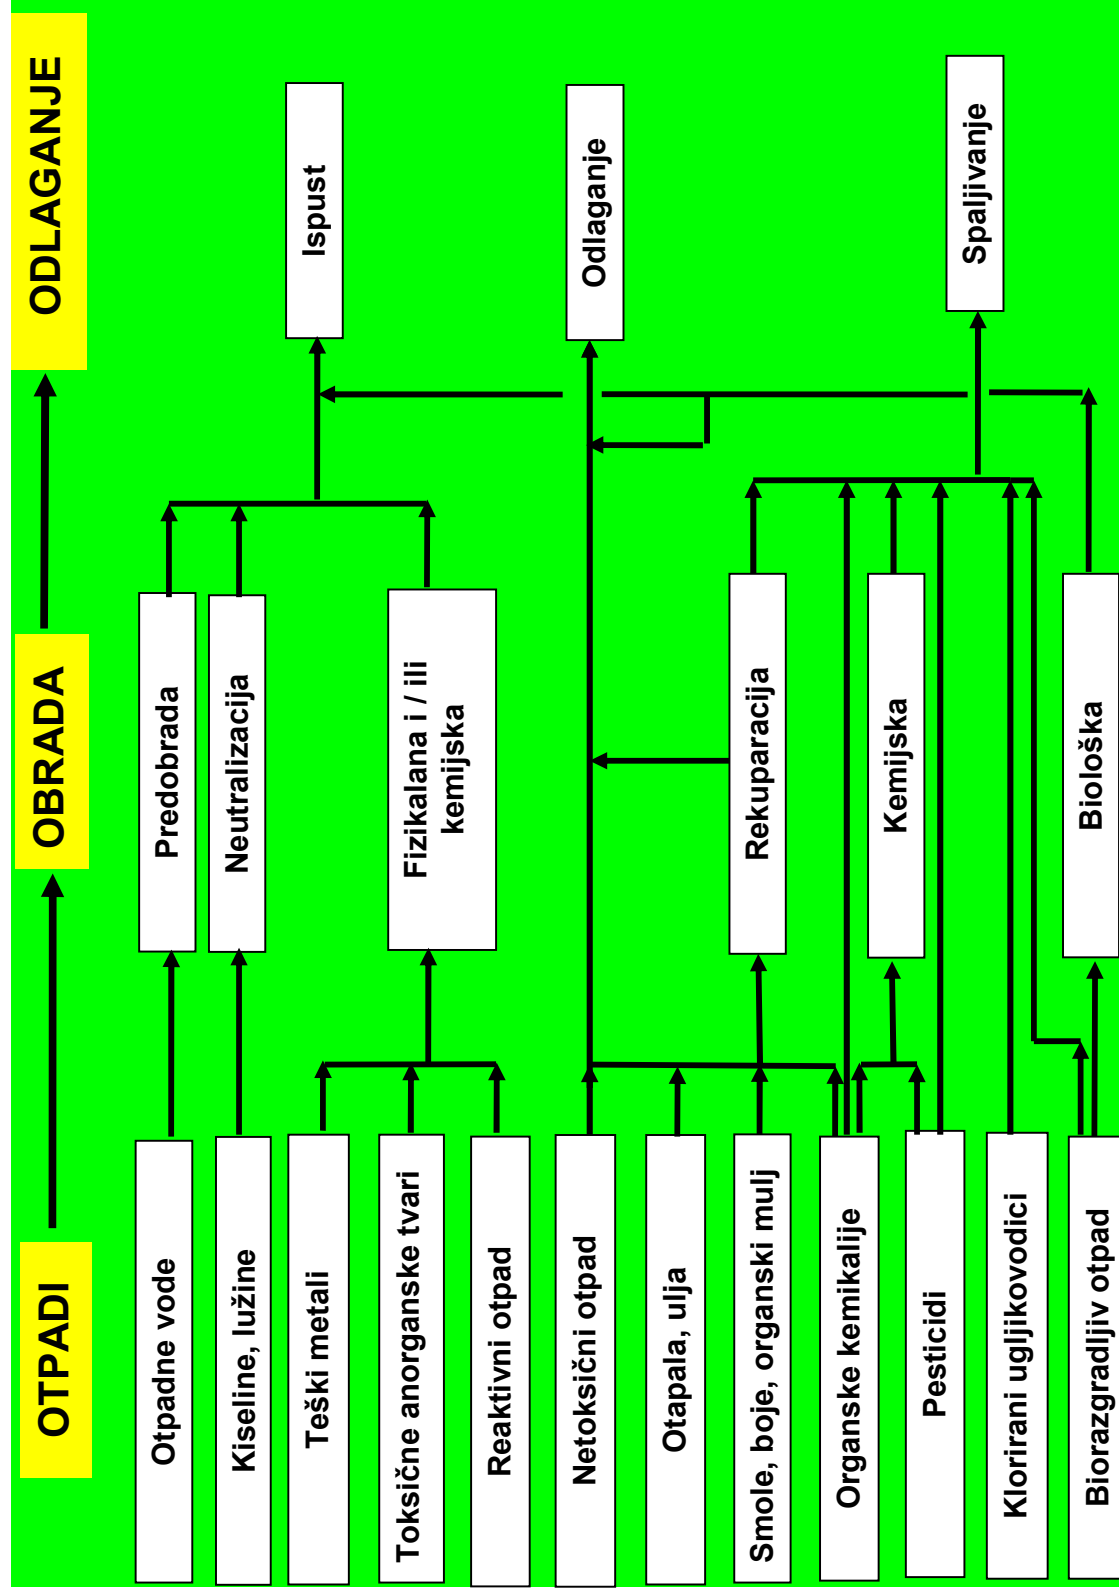 OTPADI
OBRADA
ODLAGANJE
Otpadne vode
Kiseline, lužine
Teški metali
Toksične anorganske tvari
Reaktivni otpad
Netoksični otpad
Otapala, ulja
Smole, boje, organski mulj
Organske kemikalije
Pesticidi
Klorirani ugljikovodici
Biorazgradljiv otpad
Predobrada
Neutralizacija
Fizikalana i / ili
kemijska
Rekuparacija
Kemijska
Biološka
Ispust
Odlaganje
Spaljivanje